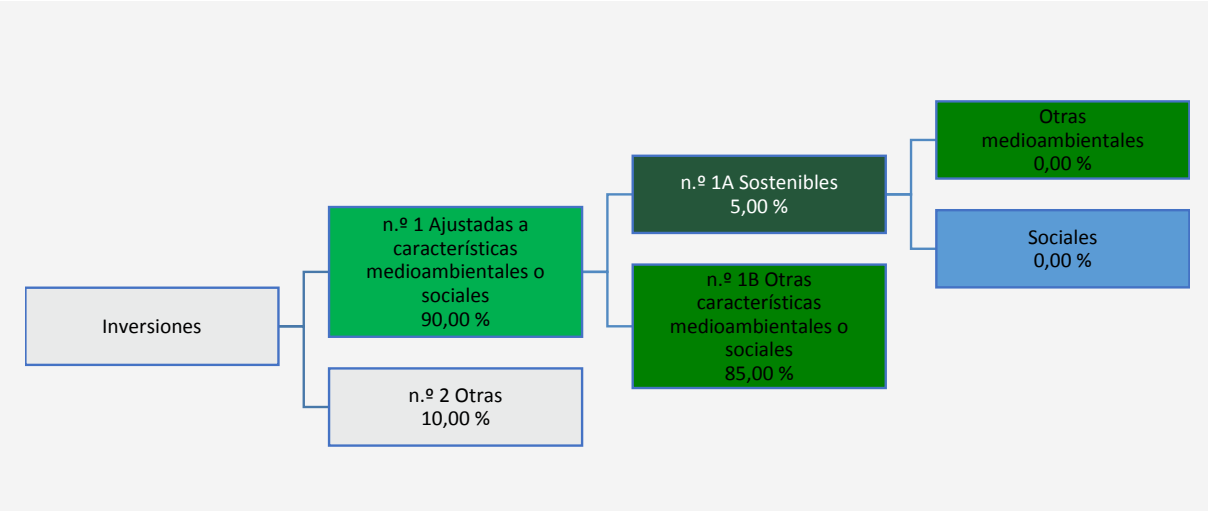 Inversiones
n.º 1 Ajustadas a
características
medioambientales o
sociales
90,00 %
n.º 2 Otras
10,00 %
n.º 1A Sostenibles
5,00 %
n.º 1B Otras
características
medioambientales o
sociales
85,00 %
Otras
medioambientales
0,00 %
Sociales
0,00 %